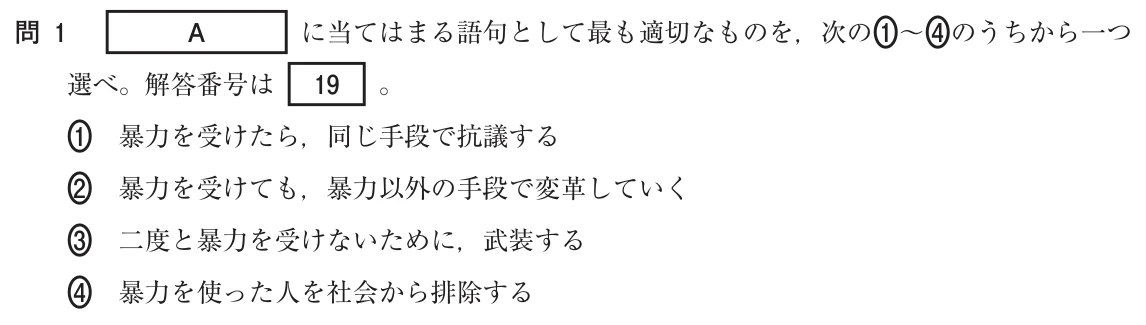 問 1 A に当てはまる語句として最も適切なものを，次の①～④のうちから一つ
選べ。解答番号は 19 。
① 暴力を受けたら，同じ手段で抗議する
② 暴力を受けても，暴力以外の手段で変革していく
③ 二度と暴力を受けないために，武装する
④ 暴力を使った人を社会から排除する